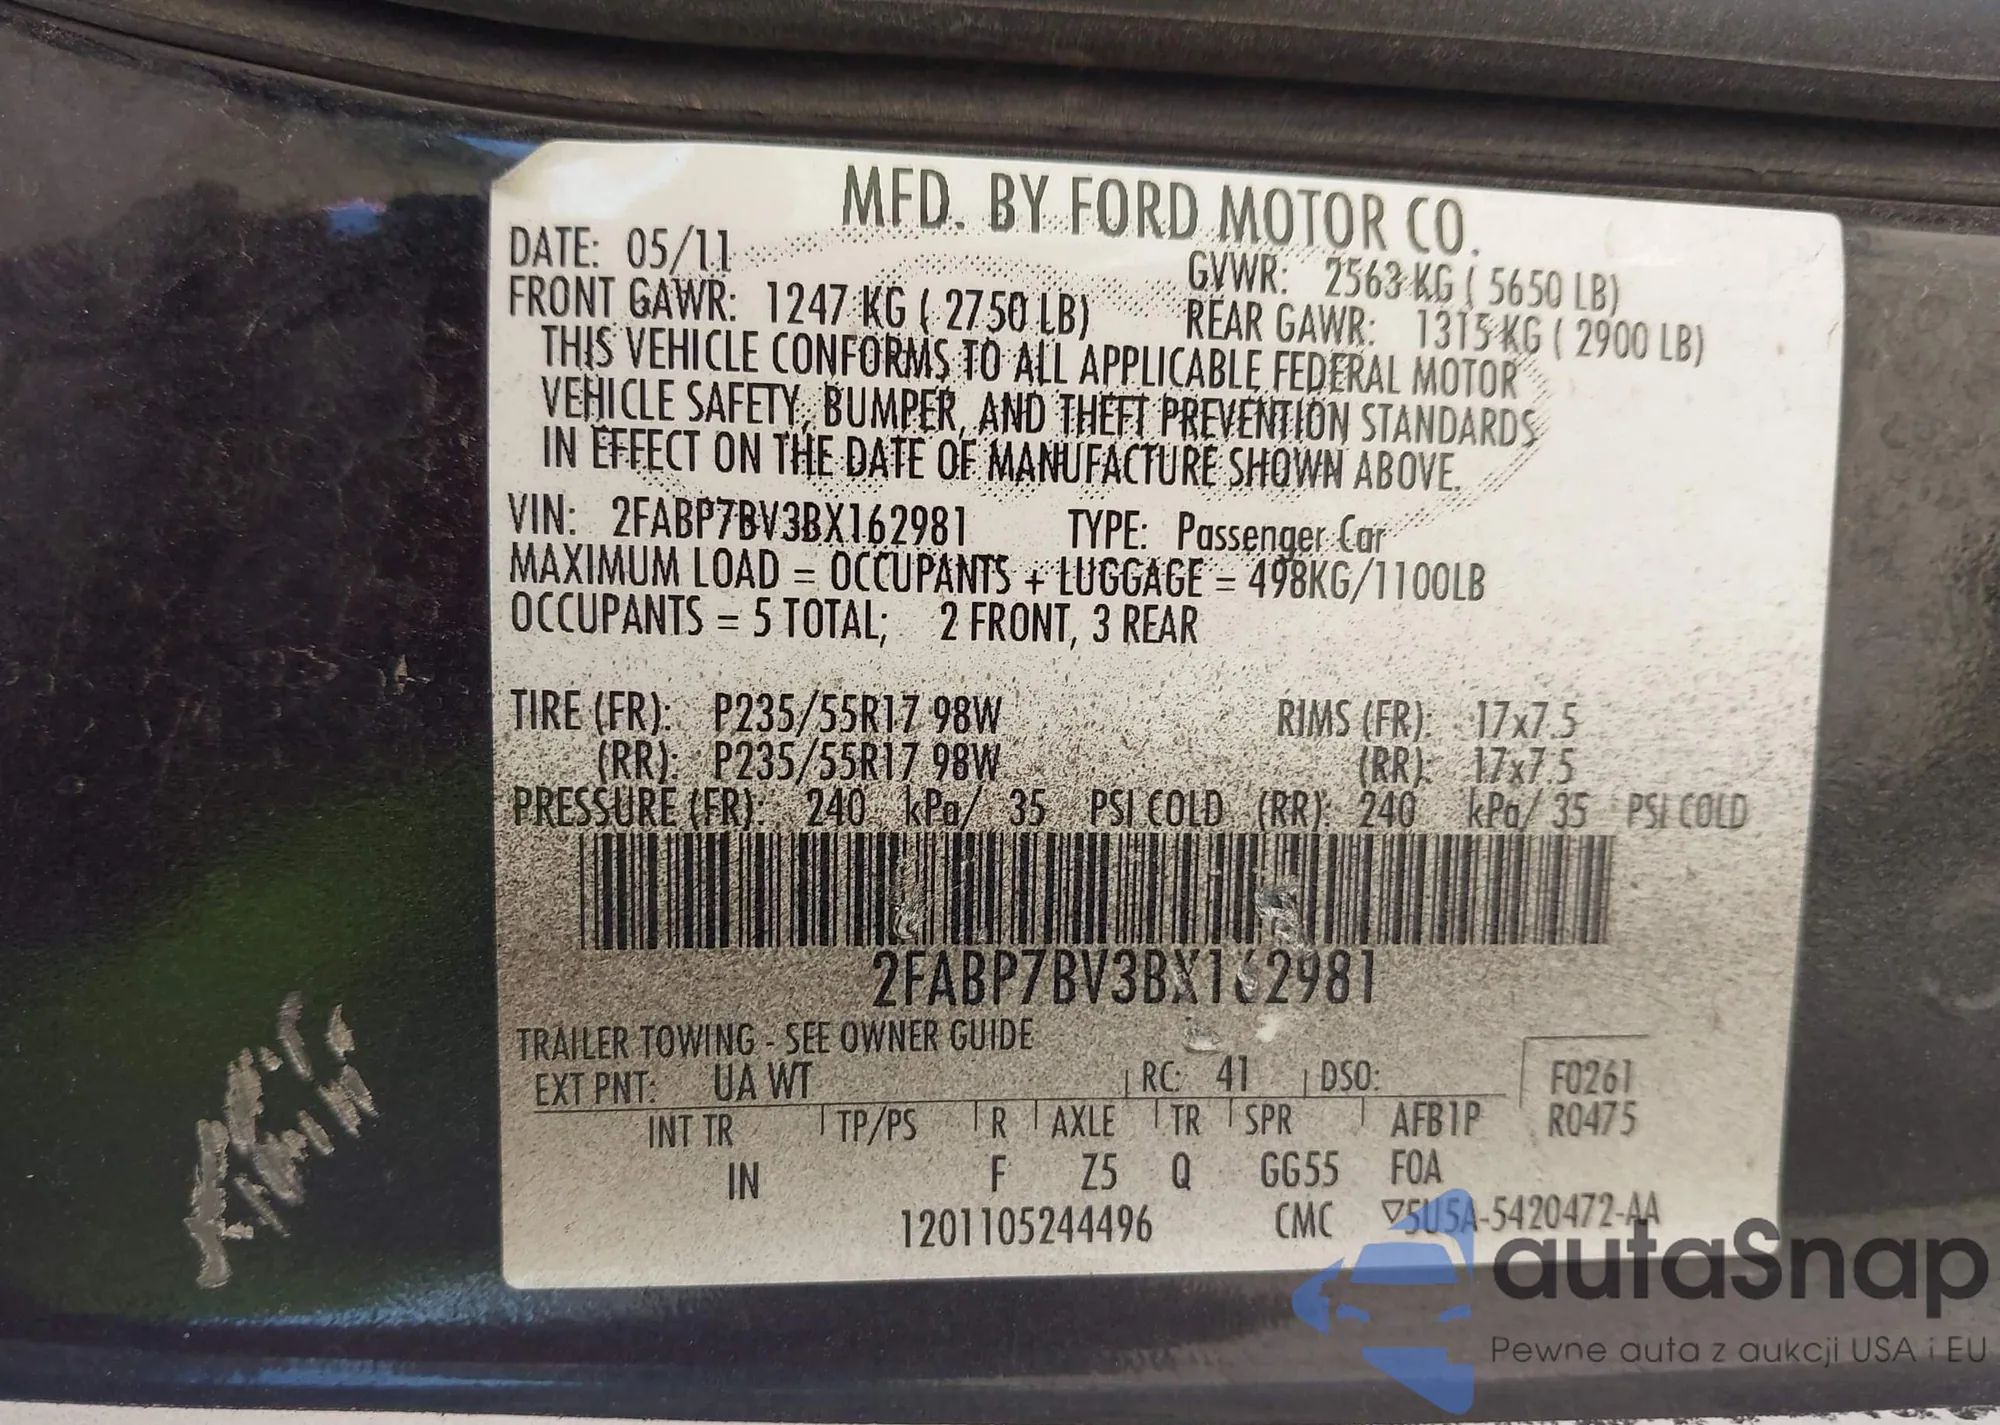 MFD. BY FORD MOTOR CO.
DATE: 05/11 GVWR: 2563 KG ( 5650 LB)
FRONT GAWR: 1247 KG ( 2750 LB) REAR GAWR: 1315 KG ( 2900 LB)
THIS VEHICLE CONFORMS TO ALL APPLICABLE FEDERAL MOTOR
VEHICLE SAFETY, BUMPER, AND THEFT PREVENTION STANDARDS
IN EFFECT ON THE DATE OF MANUFACTURE SHOWN ABOVE.
VIN: 2FABP7BV3BX162981 TYPE: Passenger Car
MAXIMUM LOAD = OCCUPANTS + LUGGAGE = 498KG/1100LB
OCCUPANTS = 5 TOTAL; 2 FRONT, 3 REAR
TIRE (FR): P235/55R17 98W RIMS (FR): 17x7.5
(RR): P235/55R17 98W (RR): 17x7.5
PRESSURE (FR): 240 kPa/ 35 PSI COLD (RR): 240 kPa/ 35 PSI COLD
2FABP7BV3BX162981
TRAILER TOWING - SEE OWNER GUIDE
EXT PNT: UA WT RC: 41 DSO: F0261
INT TR TP/PS R AXLE TR SPR AFB1P R0475
IN F Z5 Q GG55 FOA
1201105244496 CMC ▽5U5A-5420472-AA
autaSnap
Pewne auta z aukcji USA i EU